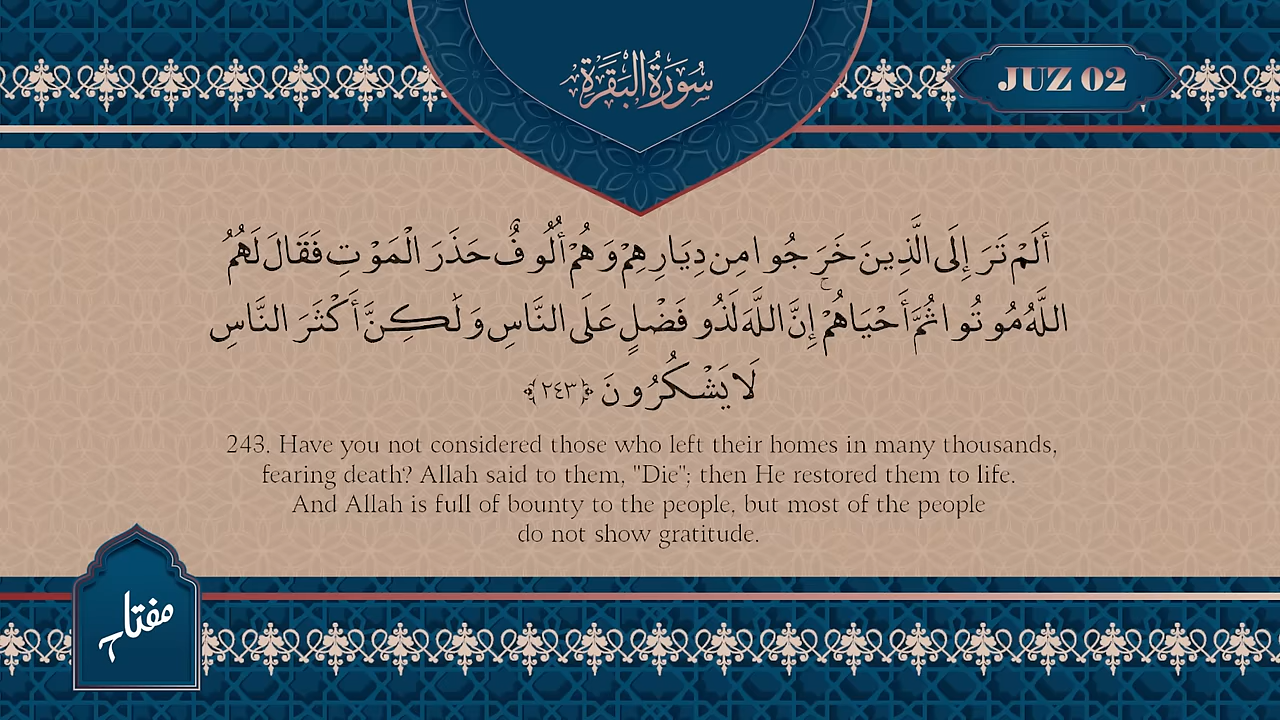 سُورَةُ الْبَقَرَةِ
JUZ 02
أَلَمْ تَرَ إِلَى الَّذِينَ خَرَجُوا مِن دِيَارِهِمْ وَهُمْ أُلُوفٌ حَذَرَ الْمَوْتِ فَقَالَ لَهُمُ
اللَّهُ مُوتُوا ثُمَّ أَحْيَاهُمْ ۚ إِنَّ اللَّهَ لَذُو فَضْلٍ عَلَى النَّاسِ وَلَٰكِنَّ أَكْثَرَ النَّاسِ
لَا يَشْكُرُونَ ﴿٢٤٣﴾
243. Have you not considered those who left their homes in many thousands,
fearing death? Allah said to them, "Die"; then He restored them to life.
And Allah is full of bounty to the people, but most of the people
do not show gratitude.
مفتاح